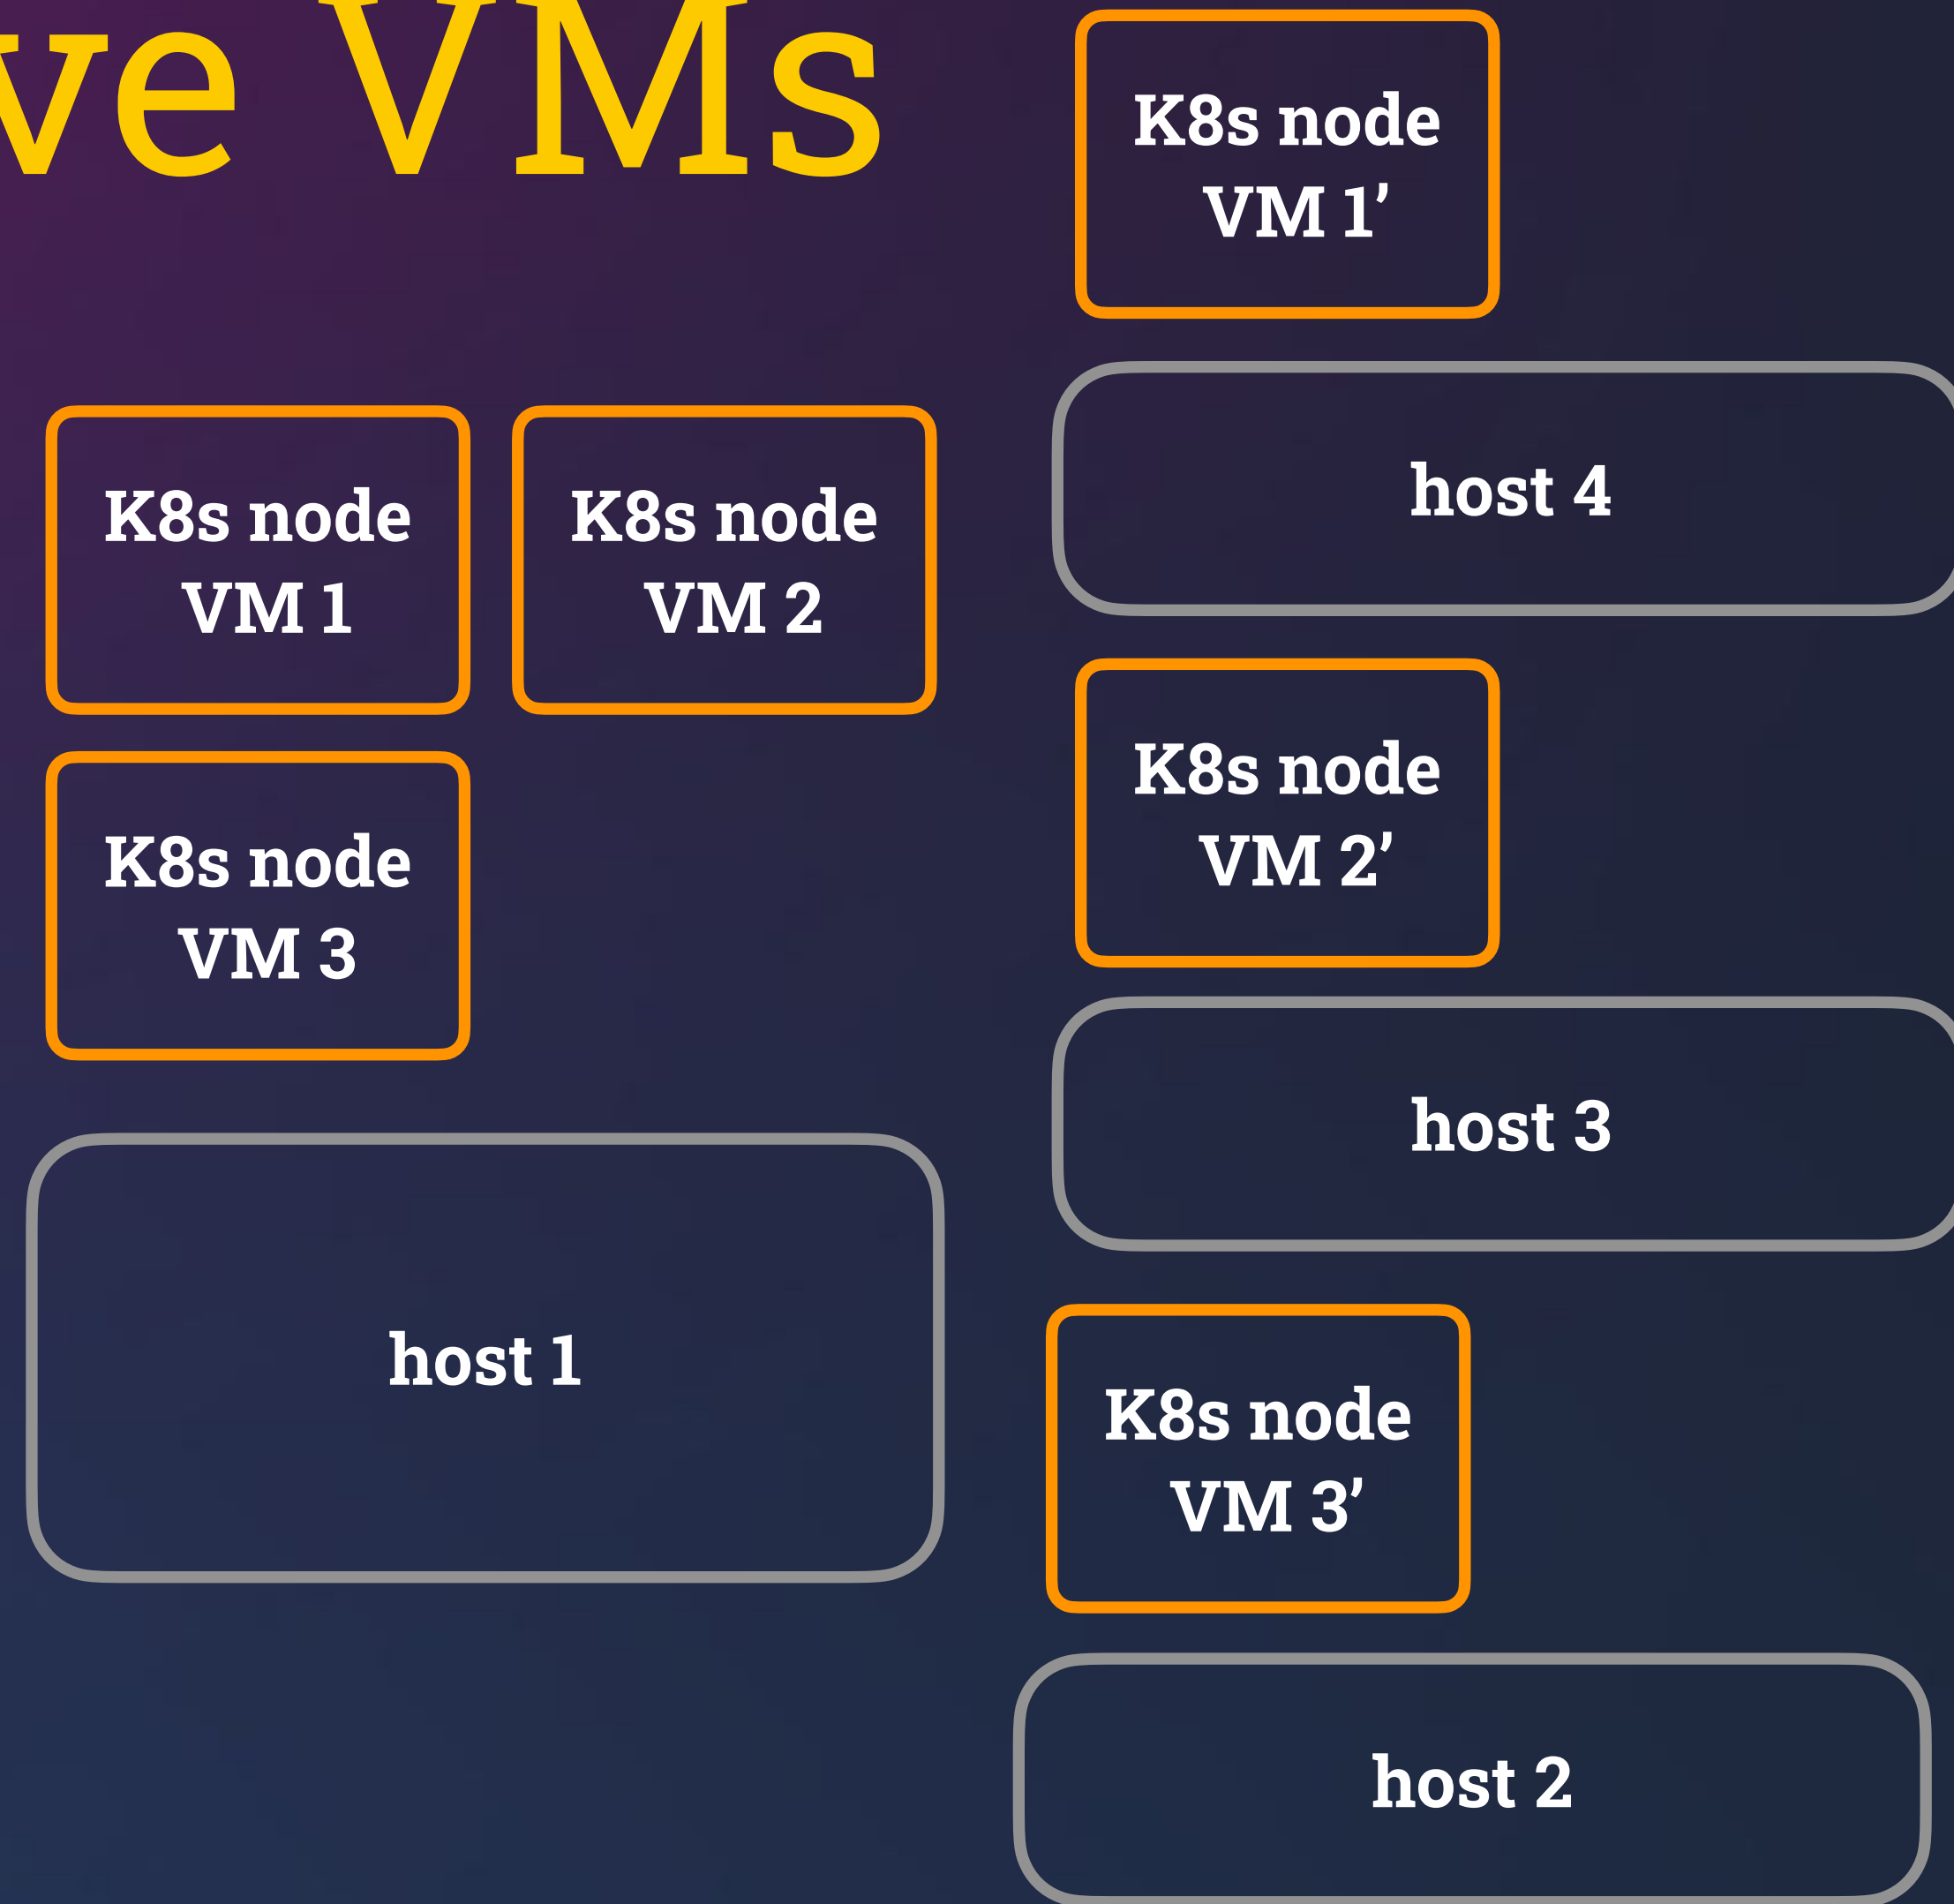 ve VMs
K8s node
VM 1
K8s node
VM 2
K8s node
VM 3
host 1
K8s node
VM 1’
host 4
K8s node
VM 2’
host 3
K8s node
VM 3’
host 2